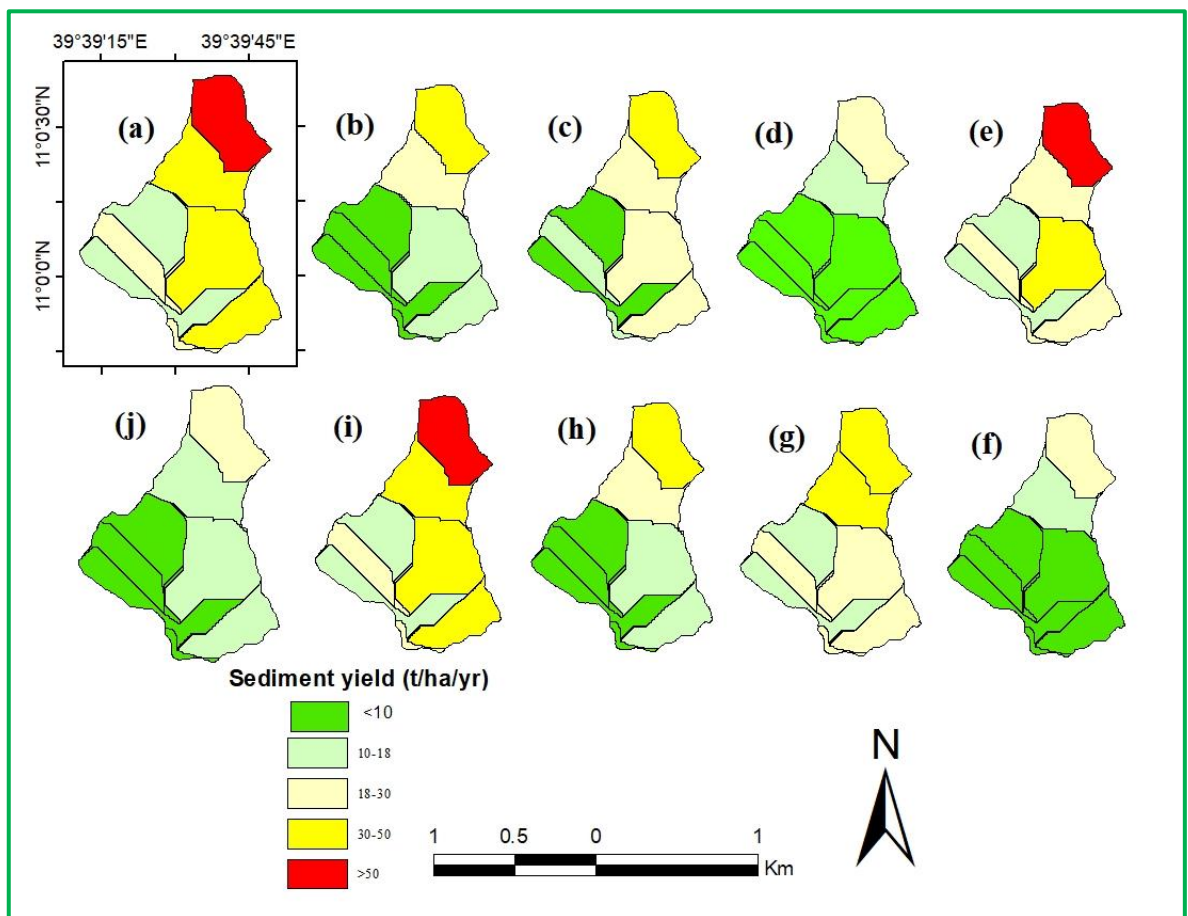 39°39'15"E 39°39'45"E
11°0'30"N
11°0'0"N
(a)
(b)
(c)
(d)
(e)
(j)
(i)
(h)
(g)
(f)
Sediment yield (t/ha/yr)
<10
10-18
18-30
30-50
>50
1 0.5 0 1
Km
N